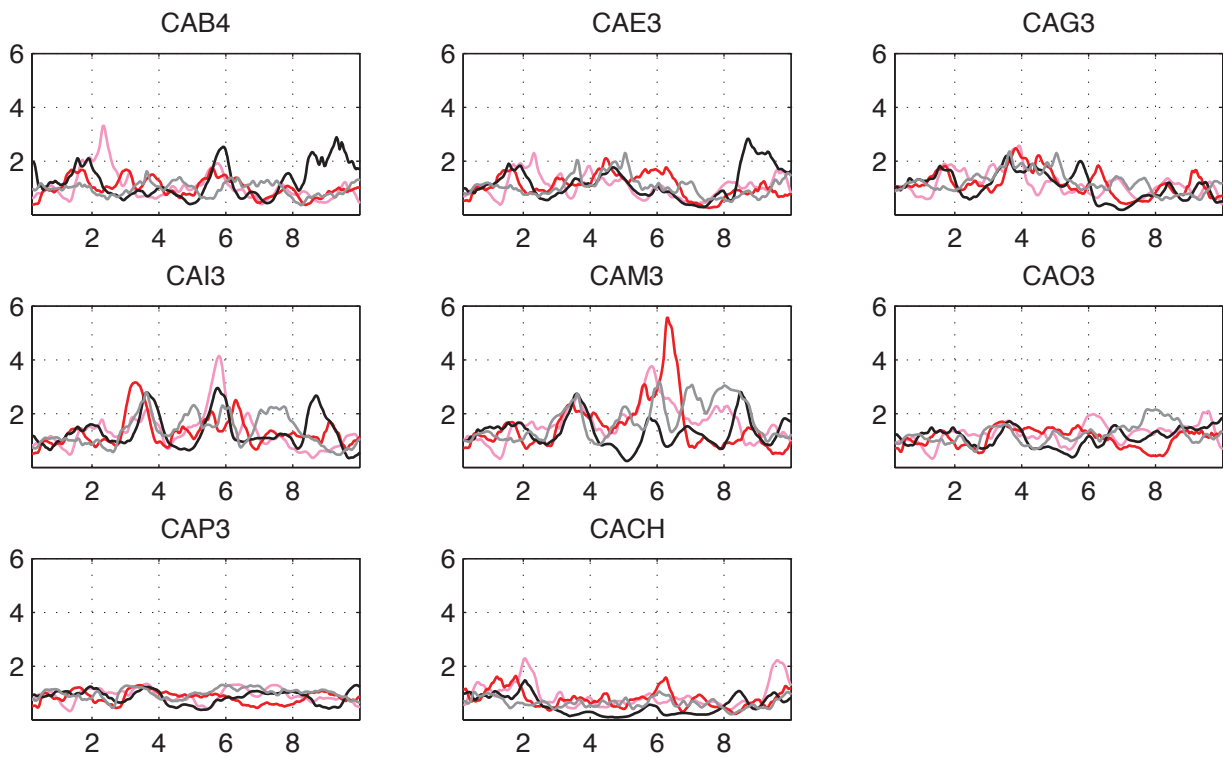 CAB4 CAE3 CAG3
6 6 6
4 4 4
2 2 2
2 4 6 8 2 4 6 8 2 4 6 8
CAI3 CAM3 CAO3
6 6 6
4 4 4
2 2 2
2 4 6 8 2 4 6 8 2 4 6 8
CAP3 CACH
6 6
4 4
2 2
2 4 6 8 2 4 6 8